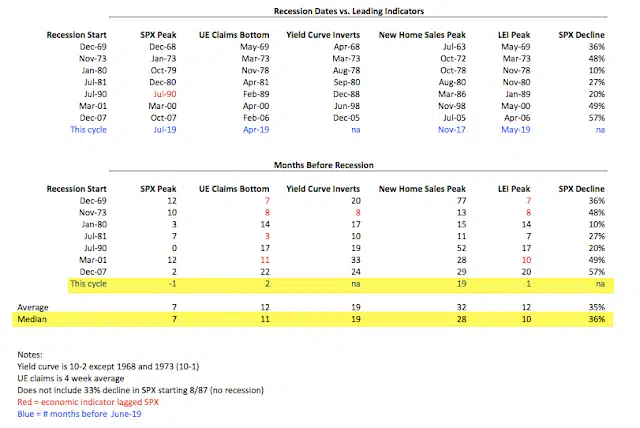 Recession Dates vs. Leading Indicators
Recession Start SPX Peak UE Claims Bottom Yield Curve Inverts New Home Sales Peak LEI Peak SPX Decline
Dec-69 Dec-68 May-69 Apr-68 Jul-63 May-69 36%
Nov-73 Jan-73 Mar-73 Mar-73 Oct-72 Mar-73 48%
Jan-80 Oct-79 Nov-78 Aug-78 Oct-78 Nov-78 10%
Jul-81 Dec-80 Apr-81 Sep-80 Aug-80 Nov-80 27%
Jul-90 Jul-90 Feb-89 Dec-88 Mar-86 Jan-89 20%
Mar-01 Mar-00 Apr-00 Jun-98 Nov-98 May-00 49%
Dec-07 Oct-07 Feb-06 Dec-05 Jul-05 Apr-06 57%
This cycle Jul-19 Apr-19 na Nov-17 May-19 na
Months Before Recession
Recession Start SPX Peak UE Claims Bottom Yield Curve Inverts New Home Sales Peak LEI Peak SPX Decline
Dec-69 12 7 20 77 7 36%
Nov-73 10 8 8 13 8 48%
Jan-80 3 14 17 15 14 10%
Jul-81 7 3 10 11 7 27%
Jul-90 0 17 19 52 17 20%
Mar-01 12 11 33 28 10 49%
Dec-07 2 22 24 29 20 57%
This cycle -1 2 na 19 1 na
Average 7 12 19 32 12 35%
Median 7 11 19 28 10 36%
Notes:
Yield curve is 10-2 except 1968 and 1973 (10-1)
UE claims is 4 week average
Does not include 33% decline in SPX starting 8/87 (no recession)
Red = economic indicator lagged SPX
Blue = # months before June-19